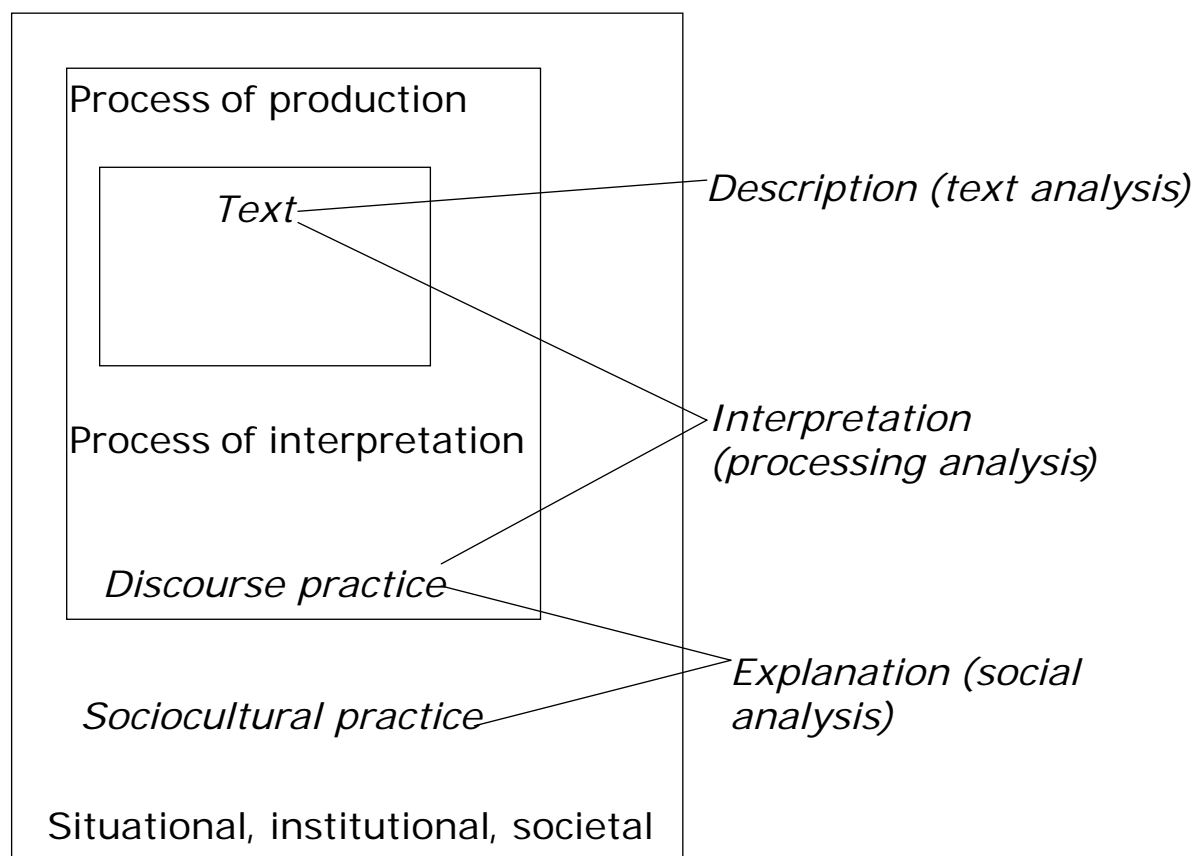 Process of production
Text
Description (text analysis)
Process of interpretation
Interpretation
(processing analysis)
Discourse practice
Sociocultural practice
Explanation (social
analysis)
Situational, institutional, societal